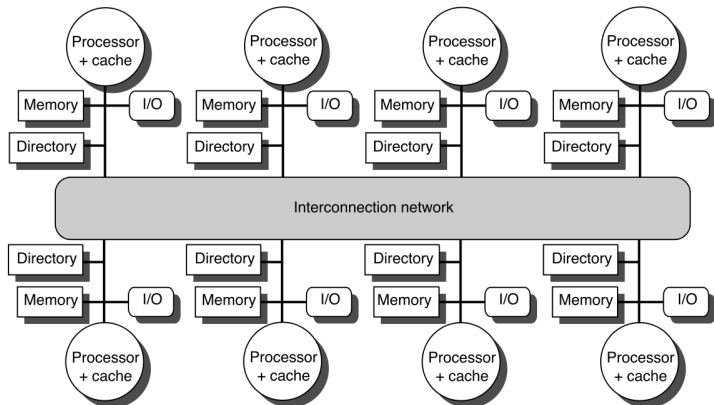 Processor
+ cache
Processor
+ cache
Processor
+ cache
Processor
+ cache
Memory
I/O
Memory
I/O
Memory
I/O
Memory
I/O
Directory
Directory
Directory
Directory
Interconnection network
Directory
Directory
Directory
Directory
Memory
I/O
Memory
I/O
Memory
I/O
Memory
I/O
Processor
+ cache
Processor
+ cache
Processor
+ cache
Processor
+ cache